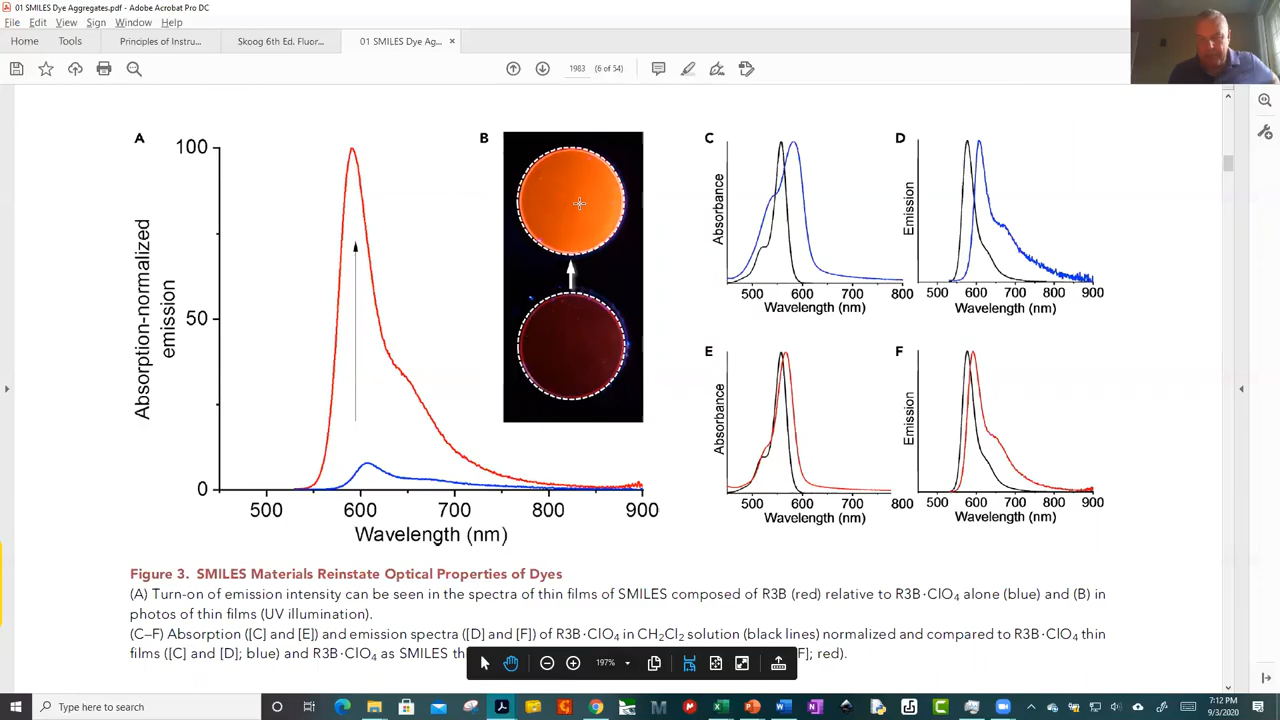 01 SMILES Dye Aggregates.pdf - Adobe Acrobat Pro DC
File Edit View Sign Window Help
Home Tools Principles of Instru... Skoog 6th Ed. Fluor... 01 SMILES Dye Ag... ×
1983 (6 of 54)
A
100
50
0
Absorption-normalized
emission
500 600 700 800 900
Wavelength (nm)
B
C
Absorbance
500 600 700 800
Wavelength (nm)
D
Emission
500 600 700 800 900
Wavelength (nm)
E
Absorbance
500 600 700 800
Wavelength (nm)
F
Emission
500 600 700 800 900
Wavelength (nm)
Figure 3. SMILES Materials Reinstate Optical Properties of Dyes
(A) Turn-on of emission intensity can be seen in the spectra of thin films of SMILES composed of R3B (red) relative to R3B·ClO4 alone (blue) and (B) in
photos of thin films (UV illumination).
(C–F) Absorption ([C] and [E]) and emission spectra ([D] and [F]) of R3B·ClO4 in CH2Cl2 solution (black lines) normalized and compared to R3B·ClO4 thin
films ([C] and [D]; blue) and R3B·ClO4 as SMILES th F]; red).
197%
Type here to search
7:12 PM
9/3/2020